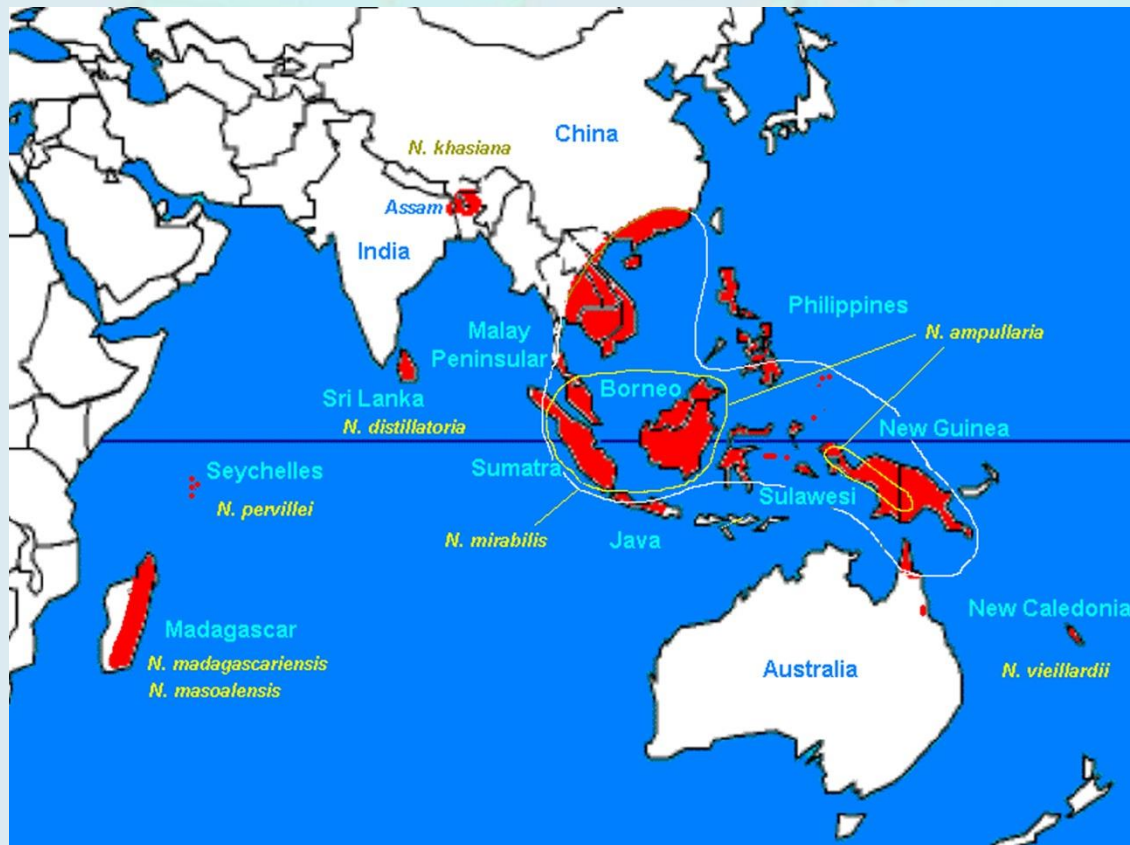 China
N. khasiana
Assam
India
Philippines
Malay
Peninsular
N. ampullaria
Borneo
Sri Lanka
N. distillatoria
New Guinea
Sumatra
Seychelles
Sulawesi
N. pervillei
N. mirabilis
Java
New Caledonia
Madagascar
N. madagascariensis
N. masoalensis
Australia
N. vieillardii